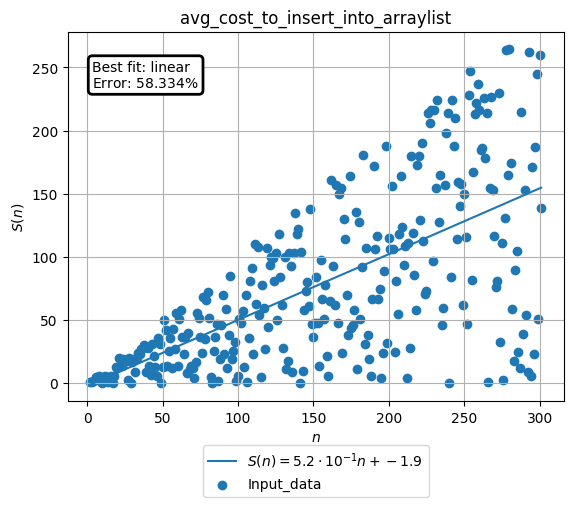 avg_cost_to_insert_into_arraylist
Best fit: linear
Error: 58.334%
250
200
150
100
50
0
S(n)
0 50 100 150 200 250 300
n
S(n) = 5.2 · 10⁻¹n + −1.9
Input_data